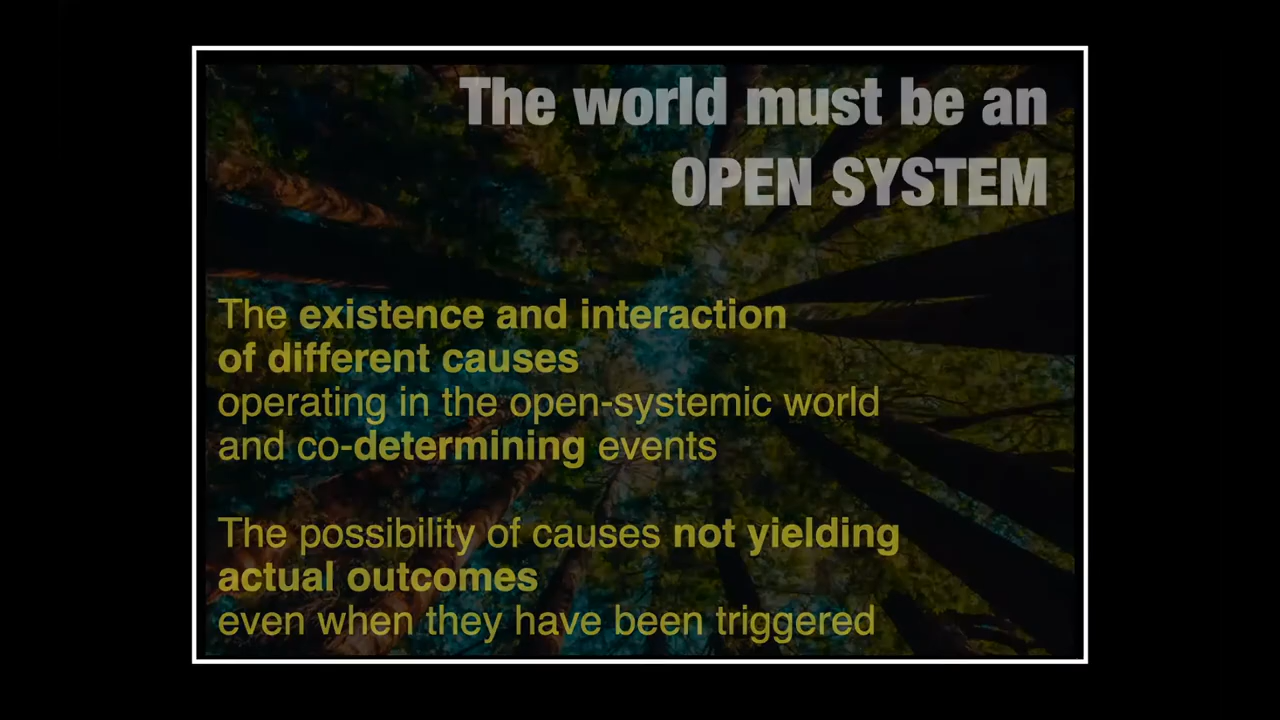 The world must be an
OPEN SYSTEM
The existence and interaction
of different causes
operating in the open-systemic world
and co-determining events
The possibility of causes not yielding
actual outcomes
even when they have been triggered